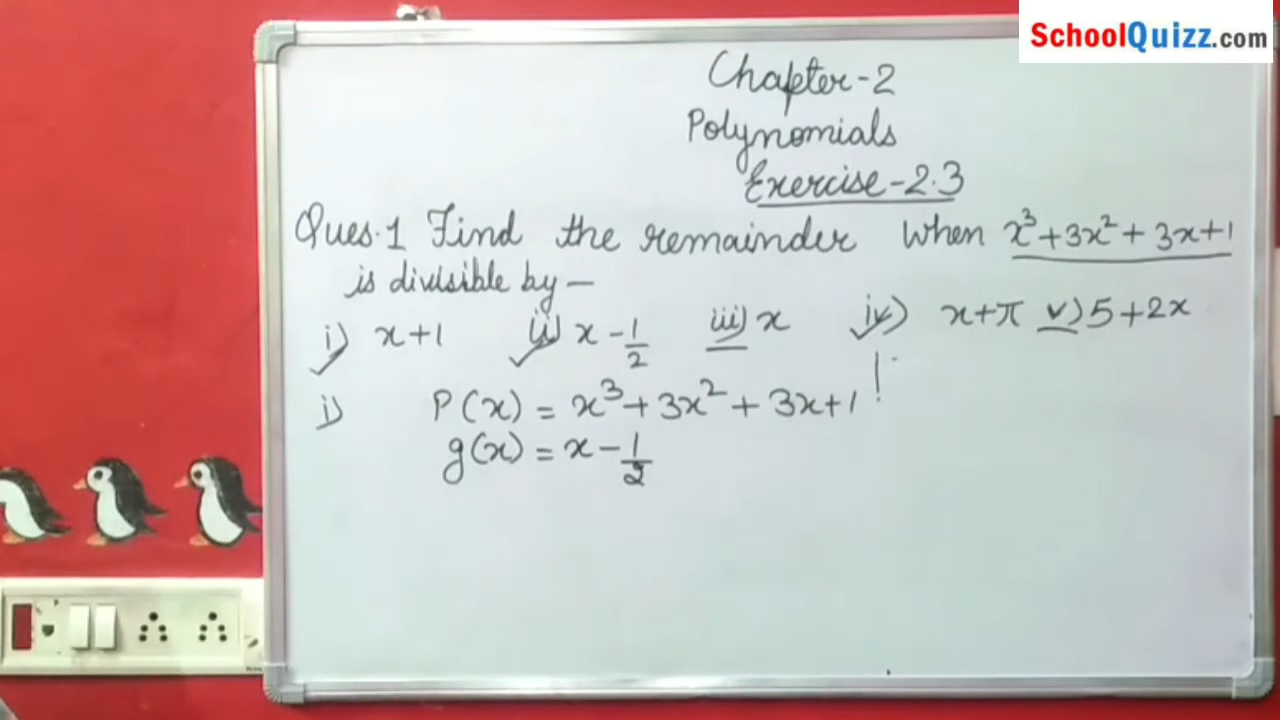 SchoolQuizz.com
Chapter-2
Polynomials
Exercise-2.3
Ques.1 Find the remainder when x³+3x²+3x+1
is divisible by —
i) x+1 ii) x-1/2 iii) x iv) x+π v) 5+2x
i) P(x) = x³+3x²+3x+1
g(x) = x-1/2